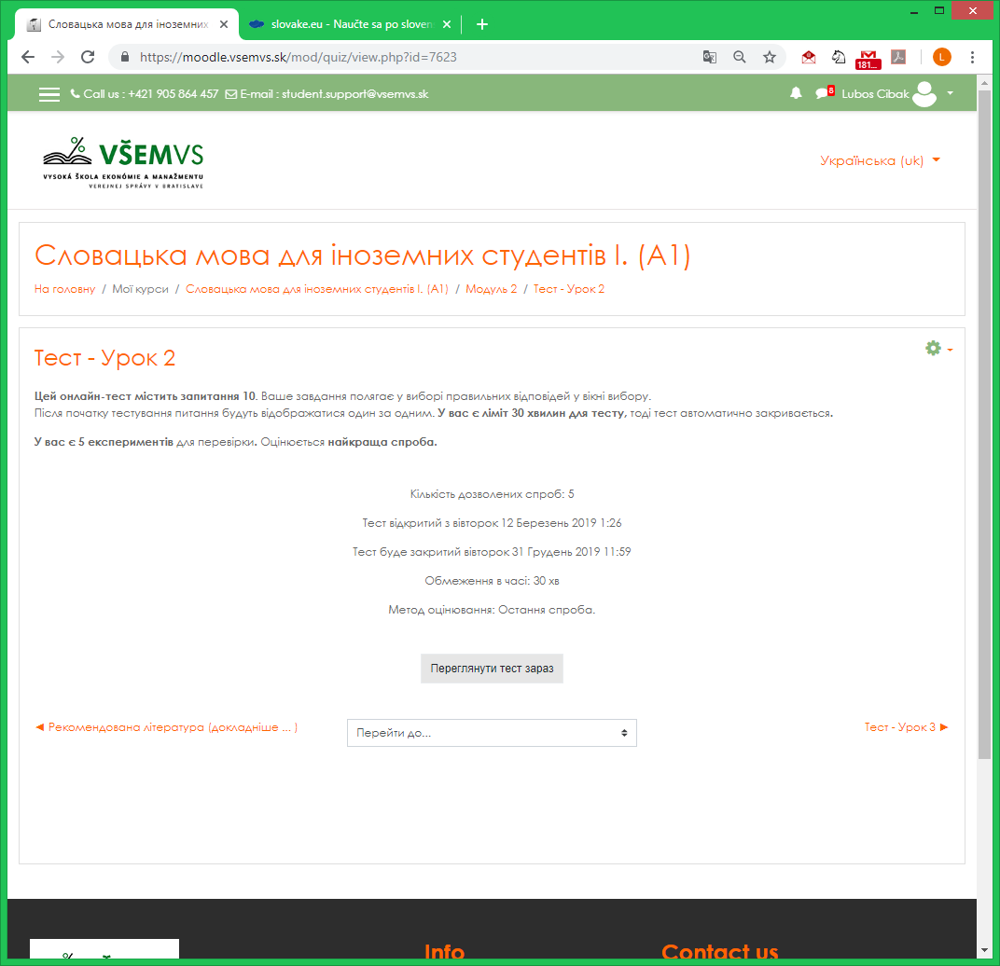 Словацька мова для іноземних
slovake.eu - Naučte sa po sloven
https://moodle.vsemvs.sk/mod/quiz/view.php?id=7623
181...
L
Call us : +421 905 864 457 E-mail : student.support@vsemvs.sk
8
Lubos Cibak
VŠEMVS
VYSOKÁ ŠKOLA EKONÓMIE A MANAŽMENTU
VEREJNEJ SPRÁVY V BRATISLAVE
Українська (uk)
Словацька мова для іноземних студентів I. (A1)
На головну / Мої курси / Словацька мова для іноземних студентів I. (A1) / Модуль 2 / Тест - Урок 2
Тест - Урок 2
Цей онлайн-тест містить запитання 10. Ваше завдання полягає у виборі правильних відповідей у вікні вибору.
Після початку тестування питання будуть відображатися один за одним. У вас є ліміт 30 хвилин для тесту, тоді тест автоматично закривається.
У вас є 5 експериментів для перевірки. Оцінюється найкраща спроба.
Кількість дозволених спроб: 5
Тест відкритий з вівторок 12 Березень 2019 1:26
Тест буде закритий вівторок 31 Грудень 2019 11:59
Обмеження в часі: 30 хв
Метод оцінювання: Остання спроба.
Переглянути тест зараз
◄ Рекомендована література (докладніше ... )
Перейти до...
Тест - Урок 3 ►
Info
Contact us